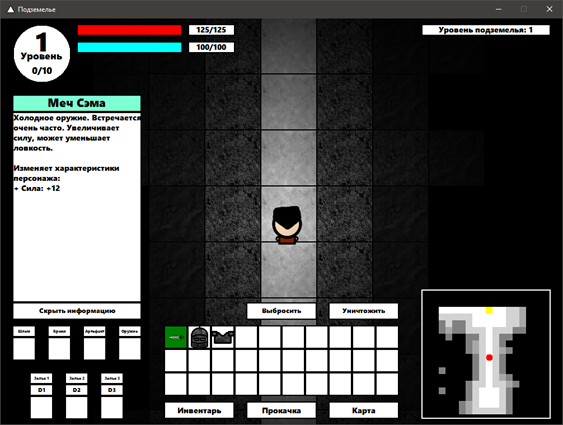 Подземелье
1
Уровень
0/10
125/125
100/100
Уровень подземелья: 1
Меч Сэма
Холодное оружие. Встречается
очень часто. Увеличивает
силу, может уменьшает
ловкость.
Изменяет характеристики
персонажа:
+ Сила: +12
Скрыть информацию
Выбросить
Уничтожить
Шлем
Броня
Артефакт
Оружие
Зелье 1
Зелье 2
Зелье 3
D1
D2
D3
Инвентарь
Прокачка
Карта